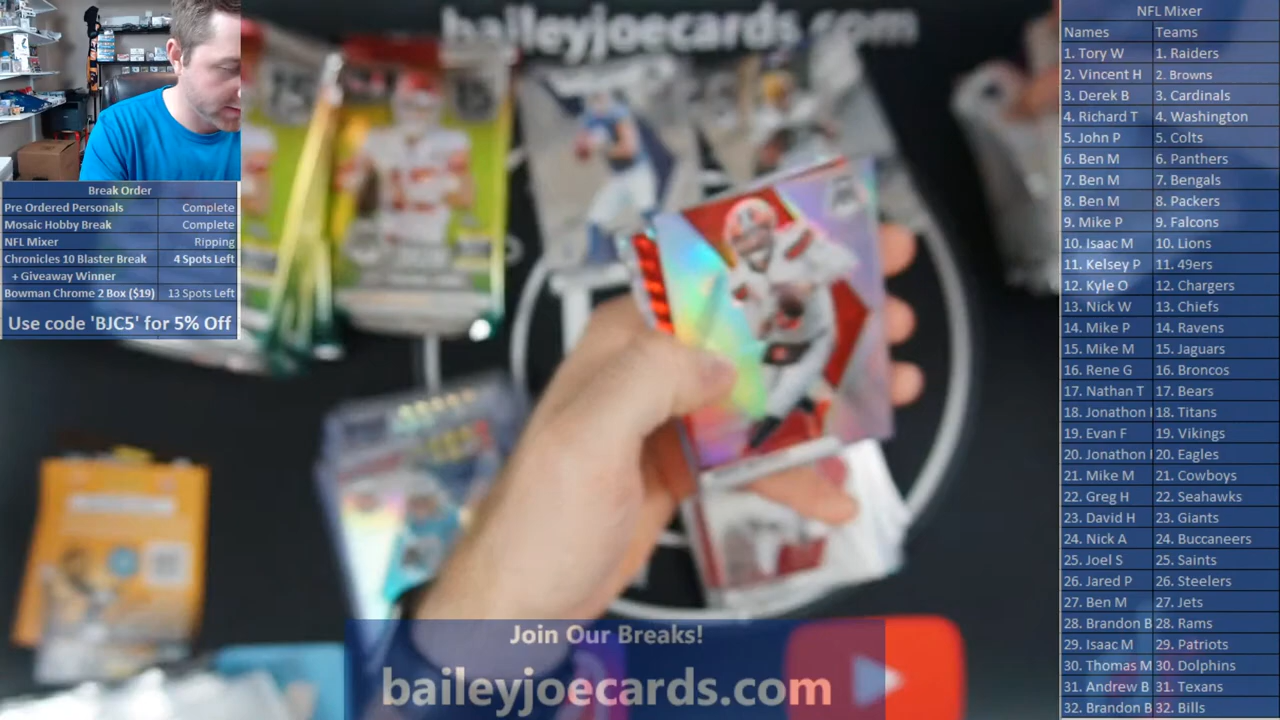 baileyjoecards.com
Break Order
Pre Ordered Personals Complete
Mosaic Hobby Break Complete
NFL Mixer Ripping
Chronicles 10 Blaster Break 4 Spots Left
+ Giveaway Winner
Bowman Chrome 2 Box ($19) 13 Spots Left
Use code 'BJC5' for 5% Off
NFL Mixer
Names Teams
1. Tory W 1. Raiders
2. Vincent H 2. Browns
3. Derek B 3. Cardinals
4. Richard T 4. Washington
5. John P 5. Colts
6. Ben M 6. Panthers
7. Ben M 7. Bengals
8. Ben M 8. Packers
9. Mike P 9. Falcons
10. Isaac M 10. Lions
11. Kelsey P 11. 49ers
12. Kyle O 12. Chargers
13. Nick W 13. Chiefs
14. Mike P 14. Ravens
15. Mike M 15. Jaguars
16. Rene G 16. Broncos
17. Nathan T 17. Bears
18. Jonathon 18. Titans
19. Evan F 19. Vikings
20. Jonathon 20. Eagles
21. Mike M 21. Cowboys
22. Greg H 22. Seahawks
23. David H 23. Giants
24. Nick A 24. Buccaneers
25. Joel S 25. Saints
26. Jared P 26. Steelers
27. Ben M 27. Jets
28. Brandon B 28. Rams
29. Isaac M 29. Patriots
30. Thomas M 30. Dolphins
31. Andrew B 31. Texans
32. Brandon B 32. Bills
Join Our Breaks!
baileyjoecards.com